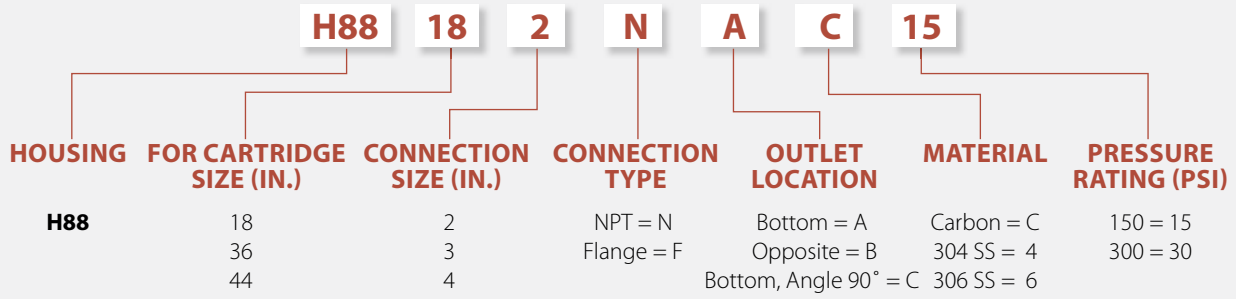 H88 18 2 N A C 15
HOUSING FOR CARTRIDGE CONNECTION CONNECTION OUTLET MATERIAL PRESSURE
SIZE (IN.) SIZE (IN.) TYPE LOCATION RATING (PSI)
H88 18 2 NPT = N Bottom = A Carbon = C 150 = 15
36 3 Flange = F Opposite = B 304 SS = 4 300 = 30
44 4 Bottom, Angle 90˚ = C 306 SS = 6